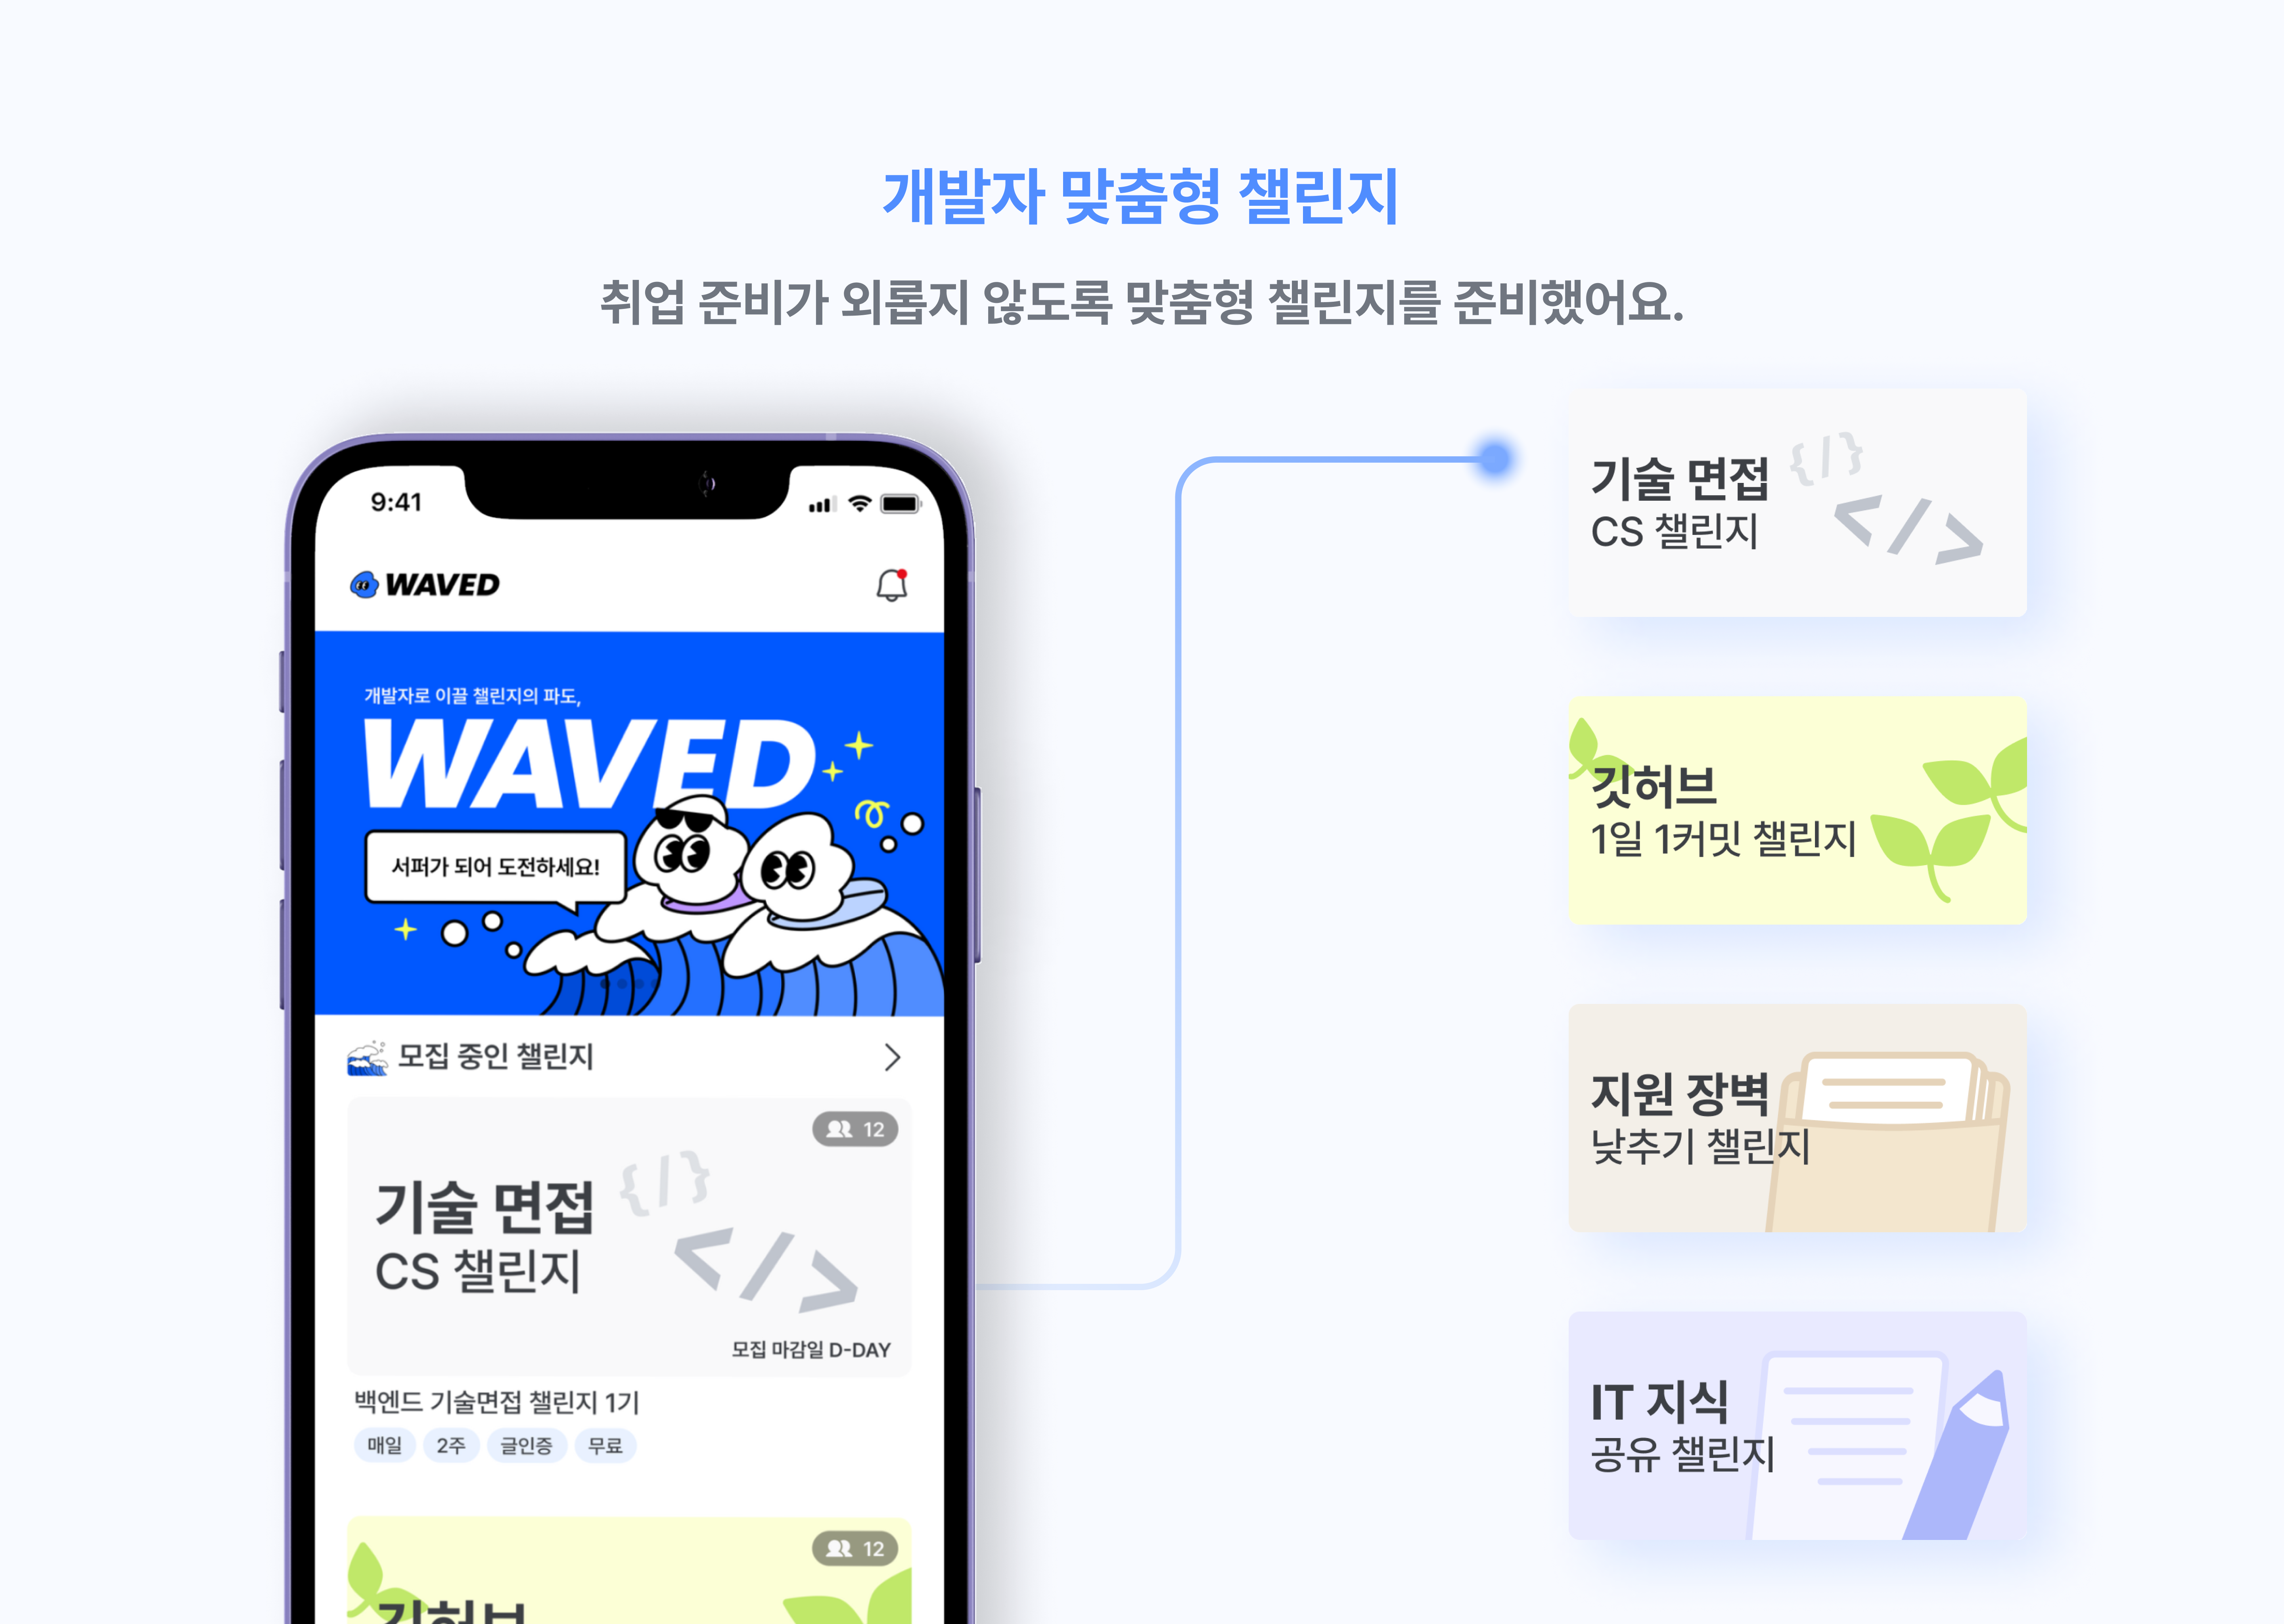 개발자 맞춤형 챌린지
취업 준비가 외롭지 않도록 맞춤형 챌린지를 준비했어요.
9:41
WAVED
개발자로 이끌 챌린지의 파도,
WAVED
서퍼가 되어 도전하세요!
모집 중인 챌린지
12
{/}
기술 면접
</>
CS 챌린지
모집 마감일 D-DAY
백엔드 기술면접 챌린지 1기
매일 2주 글인증 무료
12
깃허브
{/}
기술 면접
</>
CS 챌린지
깃허브
1일 1커밋 챌린지
지원 장벽
낮추기 챌린지
IT 지식
공유 챌린지